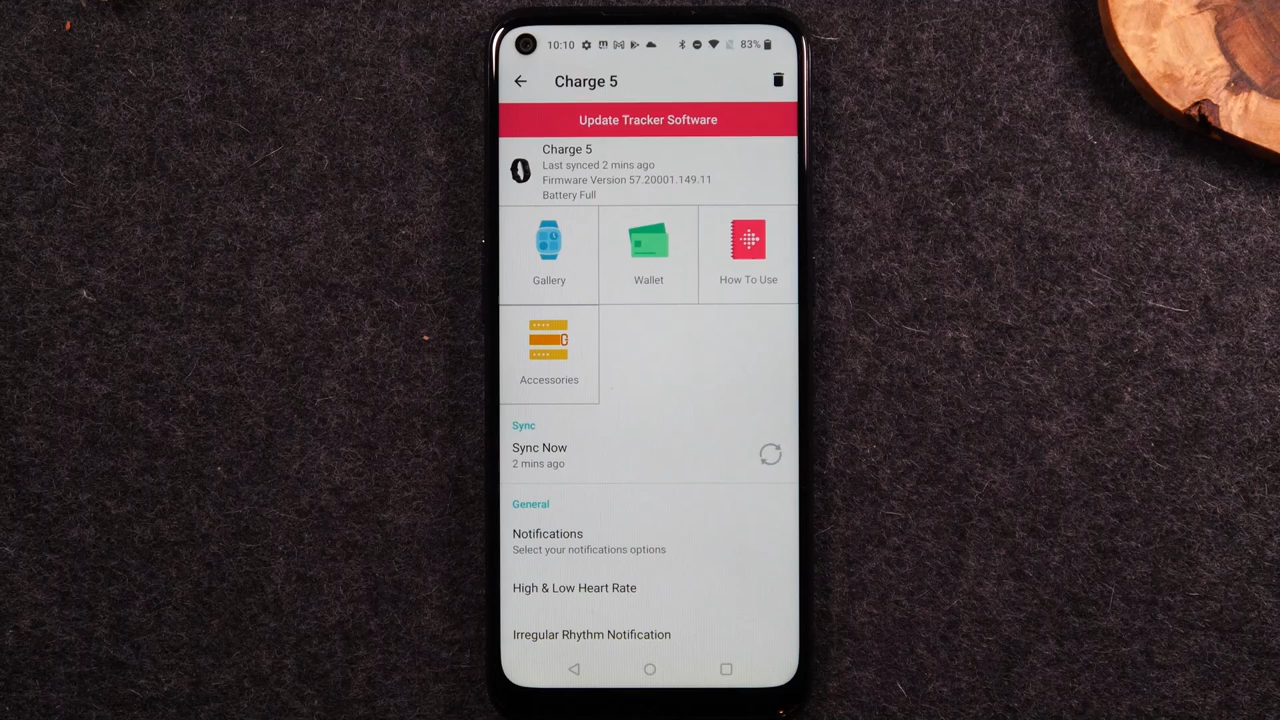 10:10 83%
Charge 5
Update Tracker Software
Charge 5
Last synced 2 mins ago
Firmware Version 57.20001.149.11
Battery Full
Gallery Wallet How To Use
Accessories
Sync
Sync Now
2 mins ago
General
Notifications
Select your notifications options
High & Low Heart Rate
Irregular Rhythm Notification